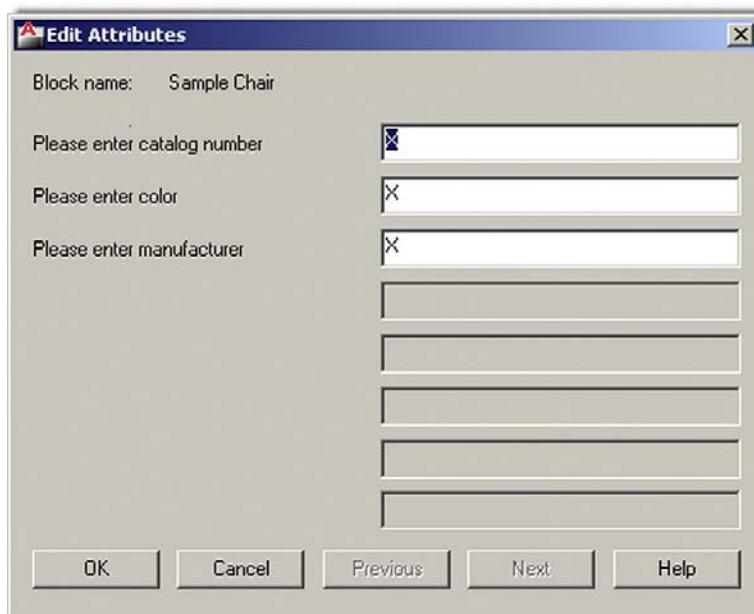 Edit Attributes
Block name: Sample Chair
Please enter catalog number X
Please enter color X
Please enter manufacturer X
OK Cancel Previous Next Help